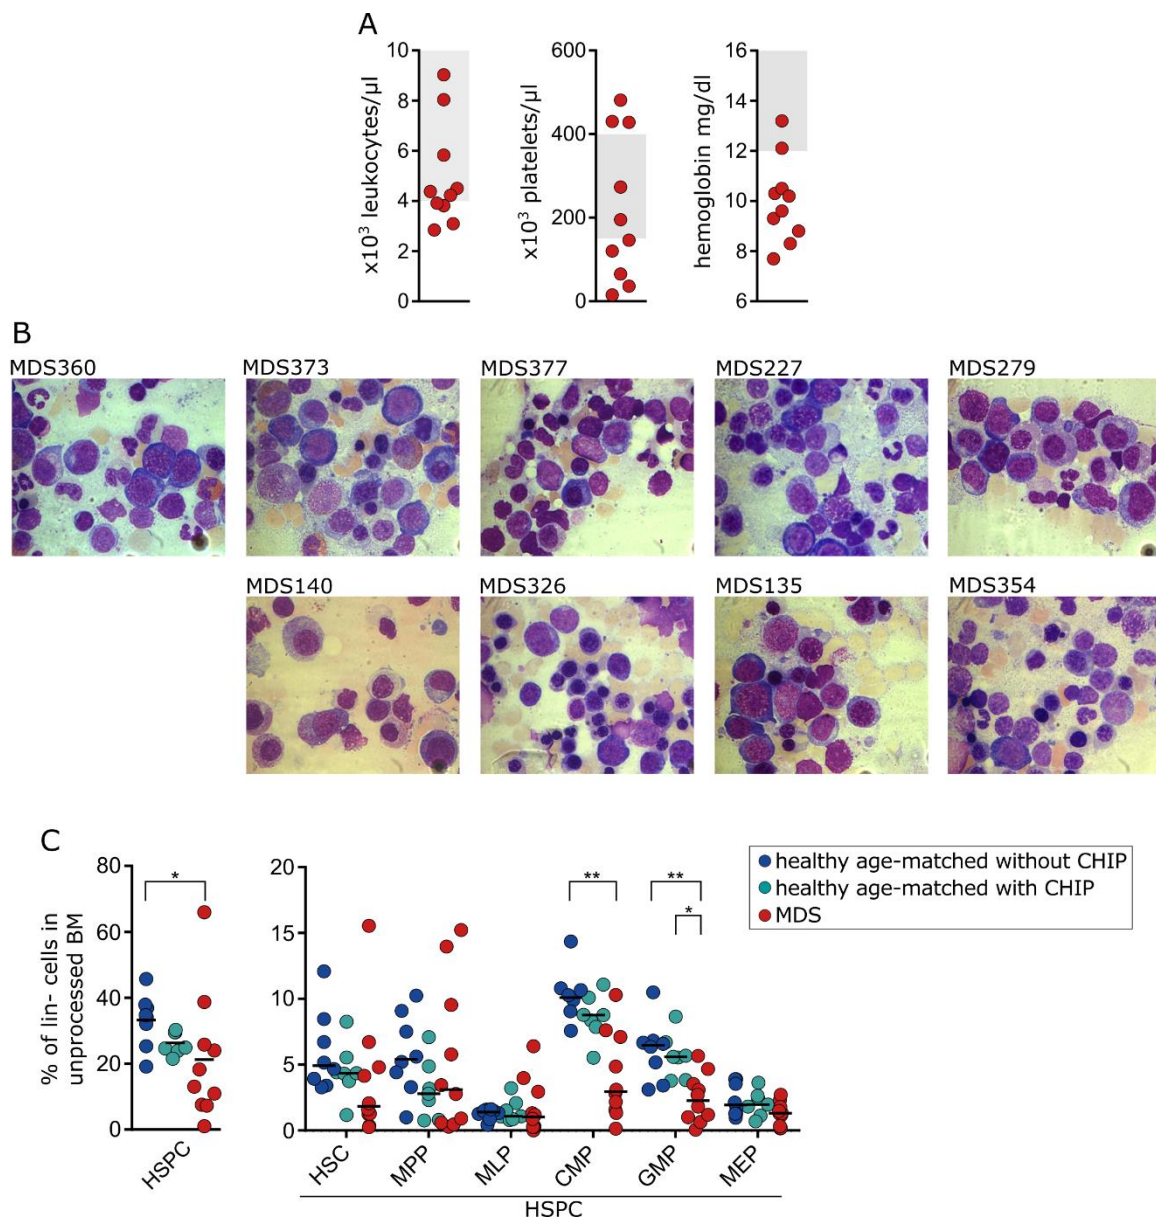 A
x10³ leukocytes/µl
10
8
6
4
2
0
x10³ platelets/µl
600
400
200
0
hemoglobin mg/dl
16
14
12
10
8
6
B
MDS360
MDS373
MDS377
MDS227
MDS279
MDS140
MDS326
MDS135
MDS354
C
% of lin- cells in
unprocessed BM
80
60
40
20
0
*
HSPC
20
15
10
5
0
**
**
*
HSC
MPP
MLP
CMP
GMP
MEP
HSPC
healthy age-matched without CHIP
healthy age-matched with CHIP
MDS